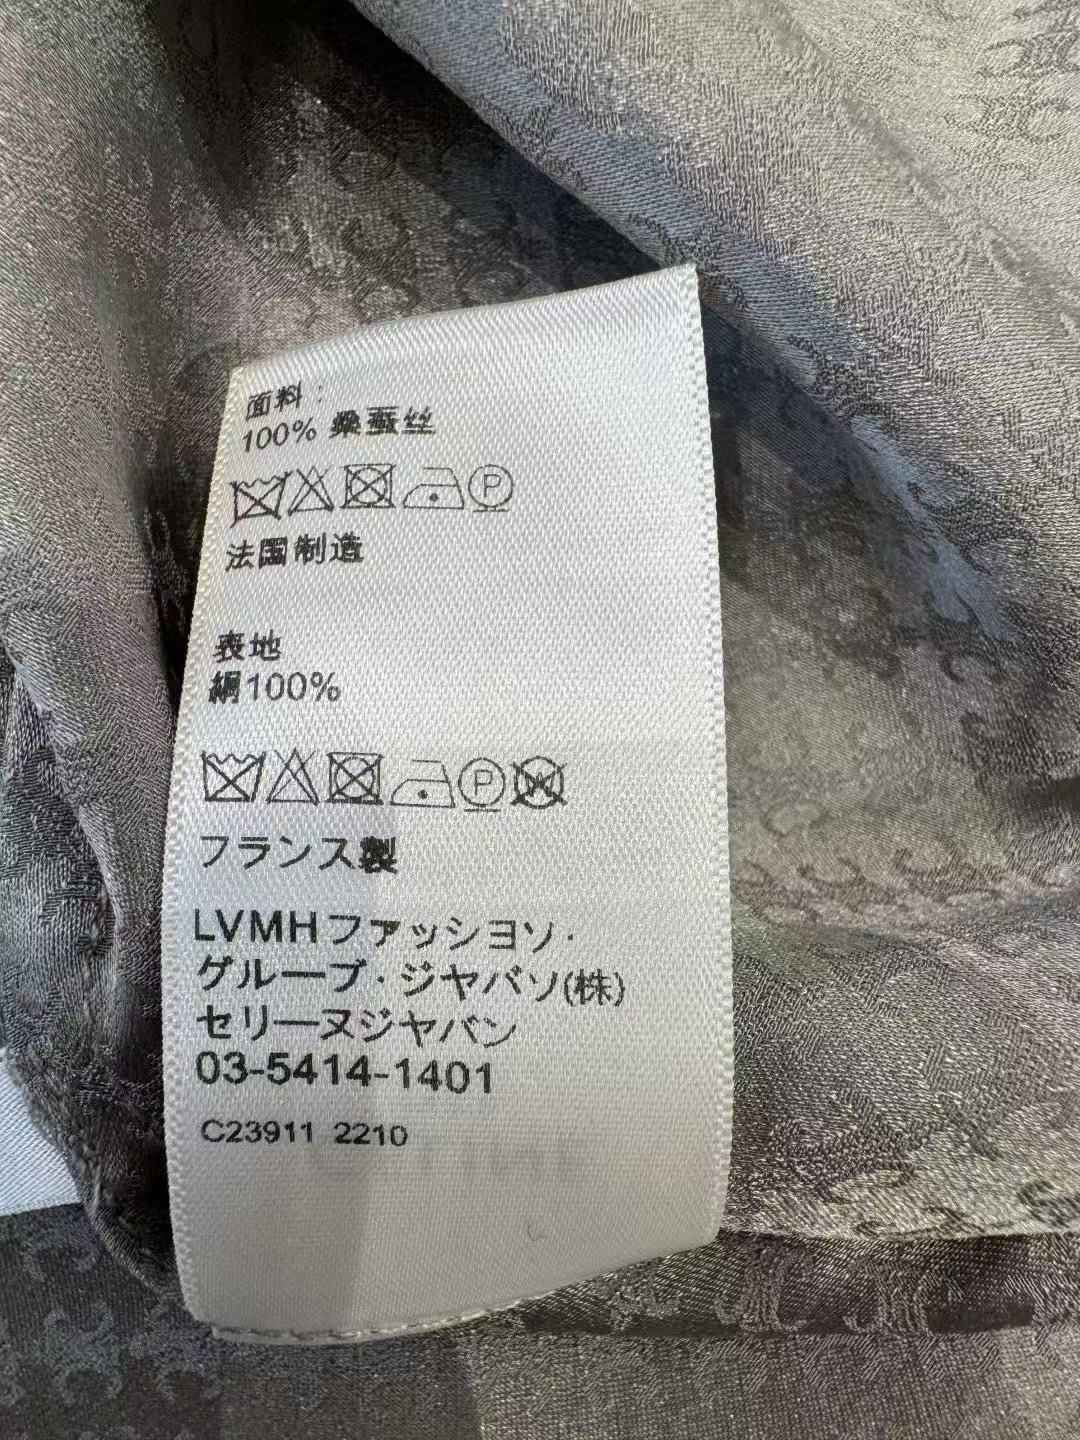 面料：
100% 桑蚕丝
P
法国制造
表地
絹100%
P W
フランス製
LVMHファッシヨソ・
グループ・ジヤバソ(株)
セリーヌジヤバン
03-5414-1401
C23911 2210